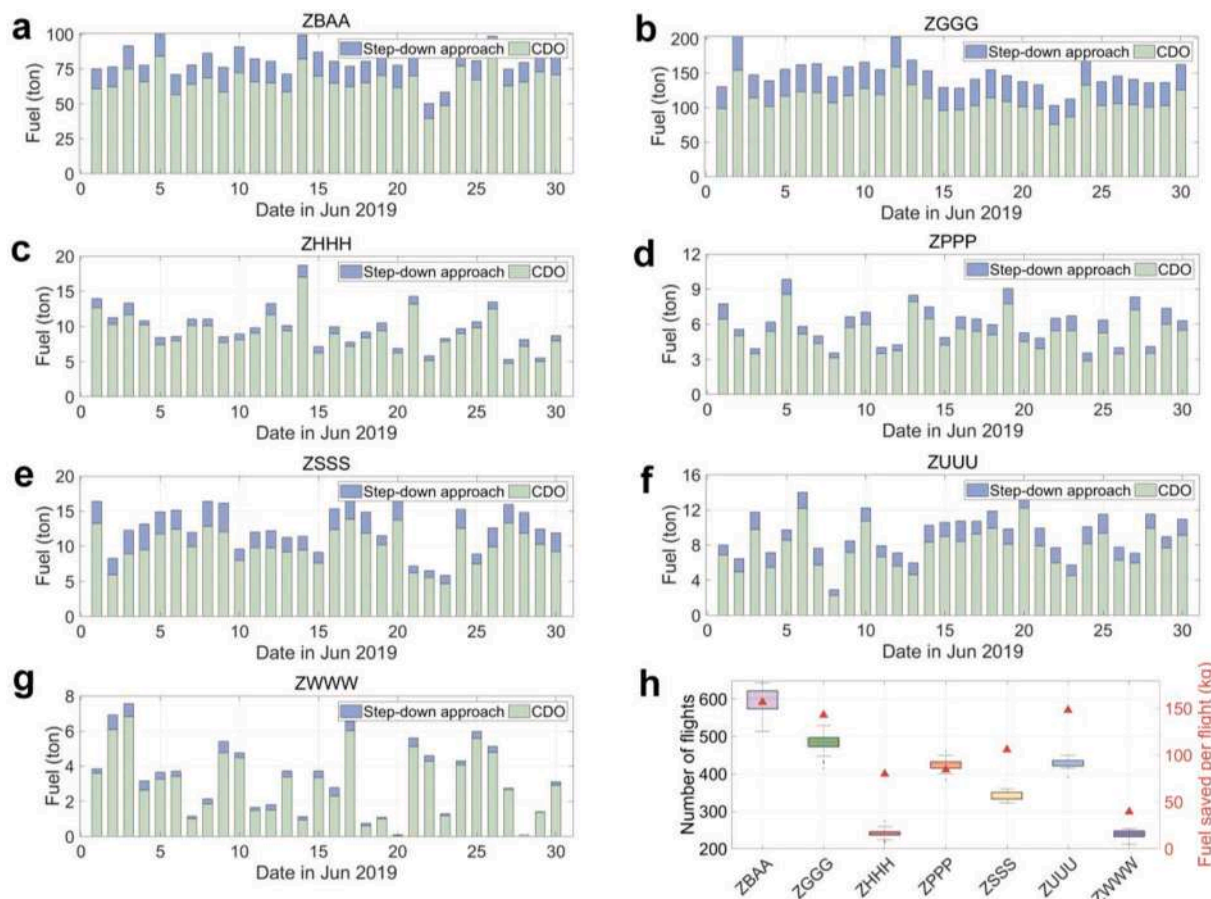 a
ZBAA
Step-down approach CDO
Fuel (ton)
100
75
50
25
0
0 5 10 15 20 25 30
Date in Jun 2019
b
ZGGG
Step-down approach CDO
Fuel (ton)
200
150
100
50
0
0 5 10 15 20 25 30
Date in Jun 2019
c
ZHHH
Step-down approach CDO
Fuel (ton)
20
15
10
5
0
0 5 10 15 20 25 30
Date in Jun 2019
d
ZPPP
Step-down approach CDO
Fuel (ton)
12
9
6
3
0
0 5 10 15 20 25 30
Date in Jun 2019
e
ZSSS
Step-down approach CDO
Fuel (ton)
20
15
10
5
0
0 5 10 15 20 25 30
Date in Jun 2019
f
ZUUU
Step-down approach CDO
Fuel (ton)
16
12
8
4
0
0 5 10 15 20 25 30
Date in Jun 2019
g
ZWWW
Step-down approach CDO
Fuel (ton)
8
6
4
2
0
0 5 10 15 20 25 30
Date in Jun 2019
h
Number of flights
600
500
400
300
200
Fuel saved per flight (kg)
150
100
50
0
ZBAA ZGGG ZHHH ZPPP ZSSS ZUUU ZWWW